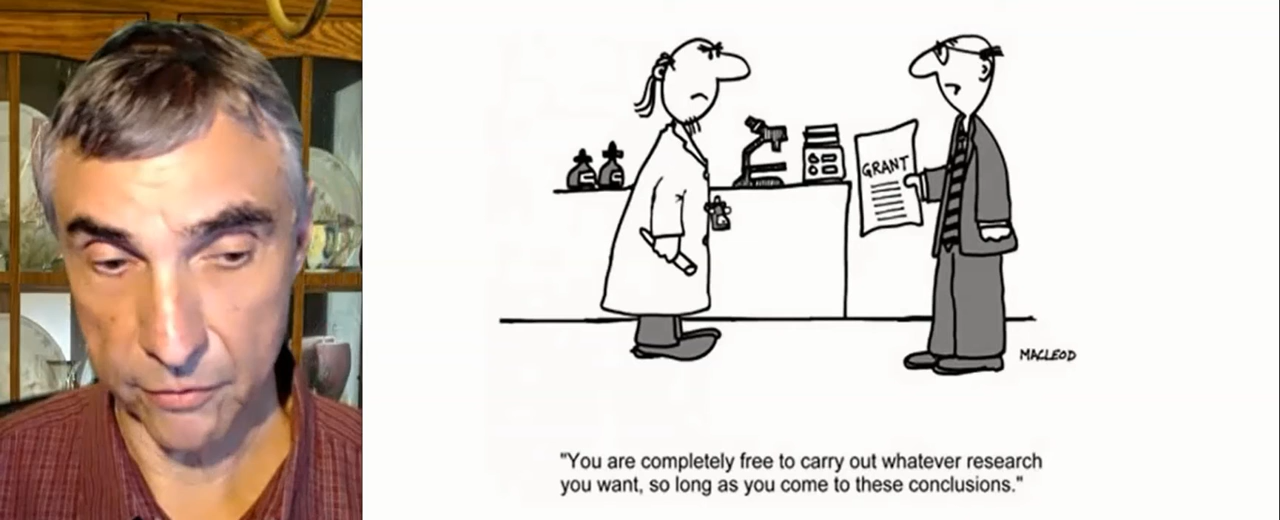 GRANT
MACLEOD
"You are completely free to carry out whatever research
you want, so long as you come to these conclusions."